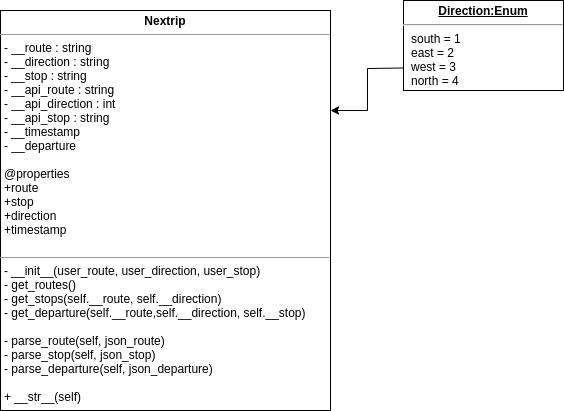 Nextrip
- __route : string
- __direction : string
- __stop : string
- __api_route : string
- __api_direction : int
- __api_stop : string
- __timestamp
- __departure
@properties
+route
+stop
+direction
+timestamp
- __init__(user_route, user_direction, user_stop)
- get_routes()
- get_stops(self.__route, self.__direction)
- get_departure(self.__route,self.__direction, self.__stop)
- parse_route(self, json_route)
- parse_stop(self, json_stop)
- parse_departure(self, json_departure)
+ __str__(self)
Direction:Enum
south = 1
east = 2
west = 3
north = 4